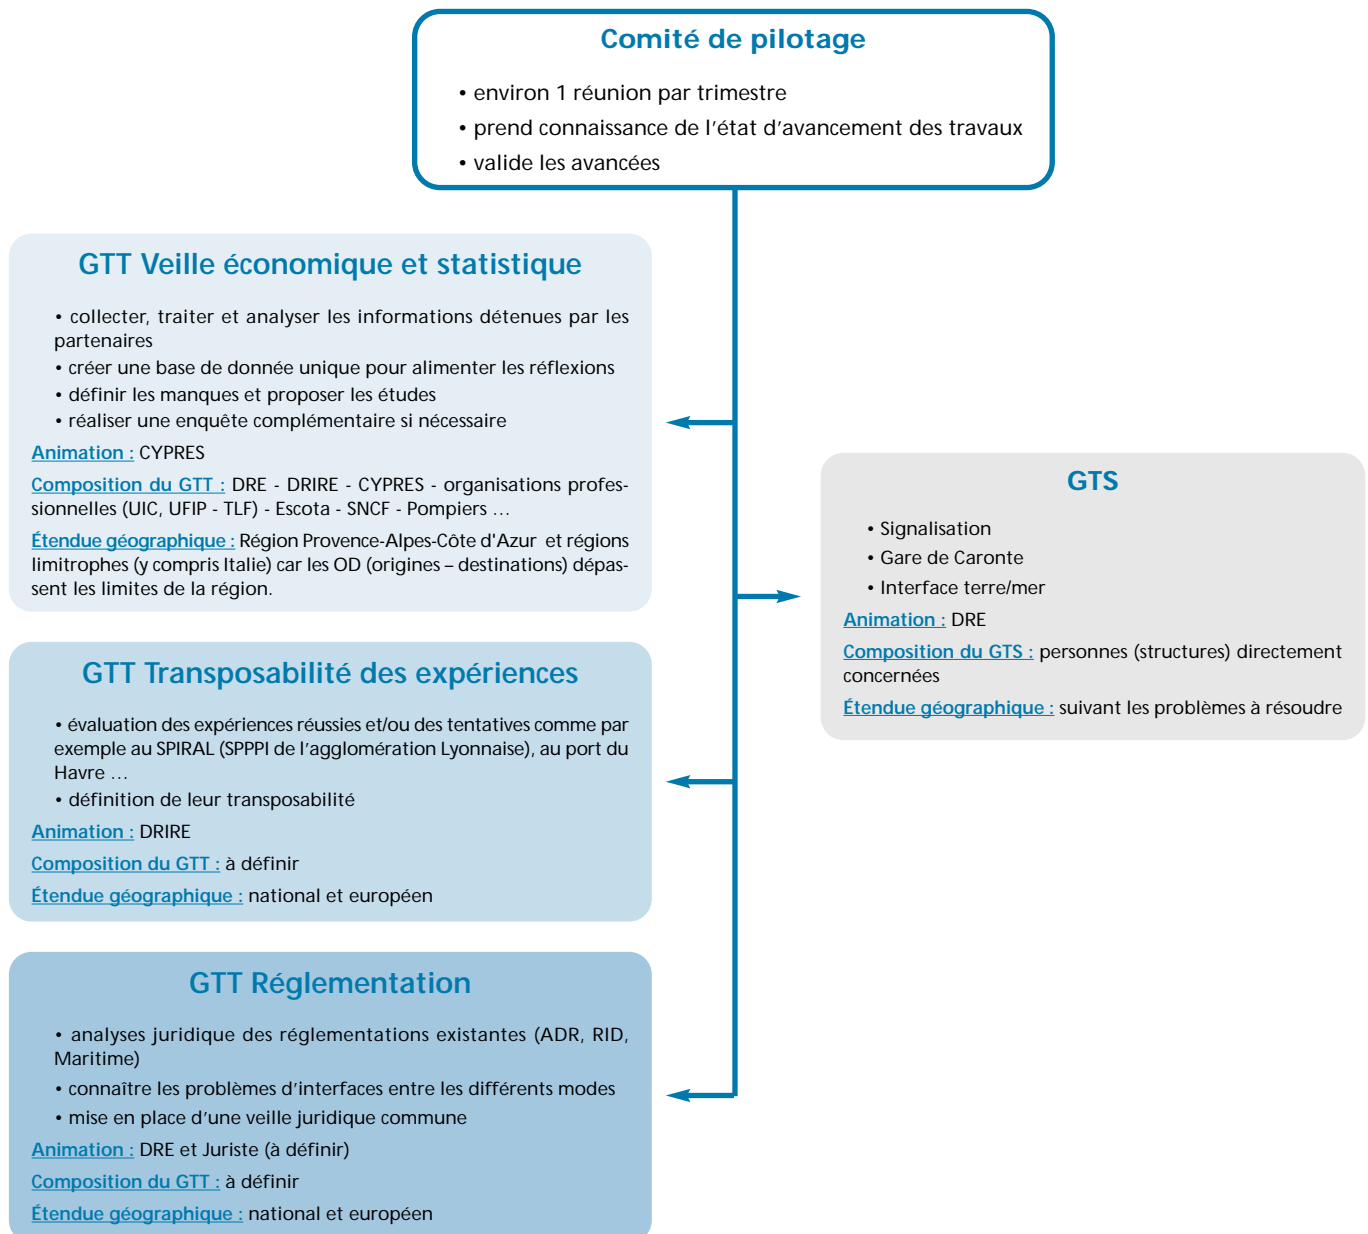 Comité de pilotage
• environ 1 réunion par trimestre
• prend connaissance de l'état d'avancement des travaux
• valide les avancées
GTT Veille économique et statistique
• collecter, traiter et analyser les informations détenues par les
partenaires
• créer une base de donnée unique pour alimenter les réflexions
• définir les manques et proposer les études
• réaliser une enquête complémentaire si nécessaire
Animation : CYPRES
Composition du GTT : DRE - DRIRE - CYPRES - organisations profes-
sionnelles (UIC, UFIP - TLF) - Escota - SNCF - Pompiers …
Étendue géographique : Région Provence-Alpes-Côte d'Azur et régions
limitrophes (y compris Italie) car les OD (origines – destinations) dépas-
sent les limites de la région.
GTS
• Signalisation
• Gare de Caronte
• Interface terre/mer
Animation : DRE
Composition du GTS : personnes (structures) directement
concernées
Étendue géographique : suivant les problèmes à résoudre
GTT Transposabilité des expériences
• évaluation des expériences réussies et/ou des tentatives comme par
exemple au SPIRAL (SPPPI de l'agglomération Lyonnaise), au port du
Havre …
• définition de leur transposabilité
Animation : DRIRE
Composition du GTT : à définir
Étendue géographique : national et européen
GTT Réglementation
• analyses juridique des réglementations existantes (ADR, RID,
Maritime)
• connaître les problèmes d'interfaces entre les différents modes
• mise en place d'une veille juridique commune
Animation : DRE et Juriste (à définir)
Composition du GTT : à définir
Étendue géographique : national et européen